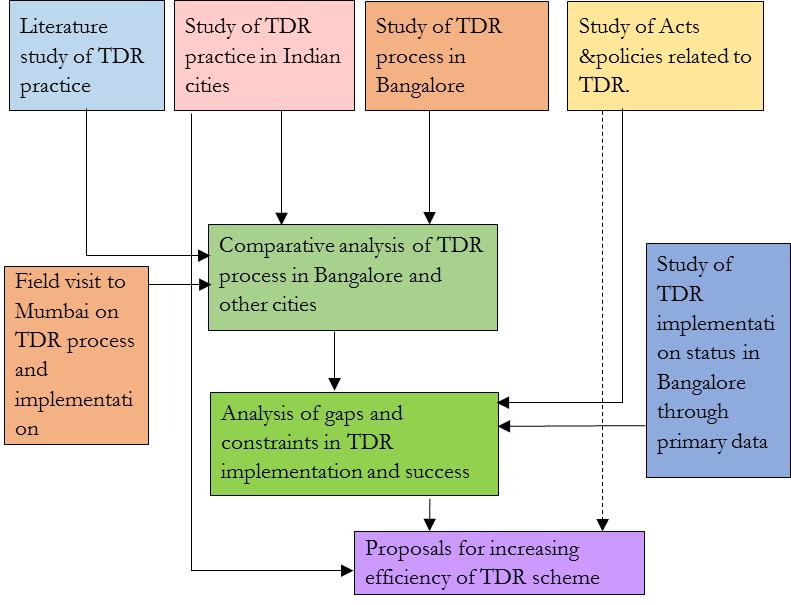 Literature
study of TDR
practice
Study of TDR
practice in Indian
cities
Study of TDR
process in
Bangalore
Study of Acts
&policies related to
TDR.
Comparative analysis of TDR
process in Bangalore and
other cities
Field visit to
Mumbai on
TDR process
and
implementati
on
Study of
TDR
implementati
on status in
Bangalore
through
primary data
Analysis of gaps and
constraints in TDR
implementation and success
Proposals for increasing
efficiency of TDR scheme